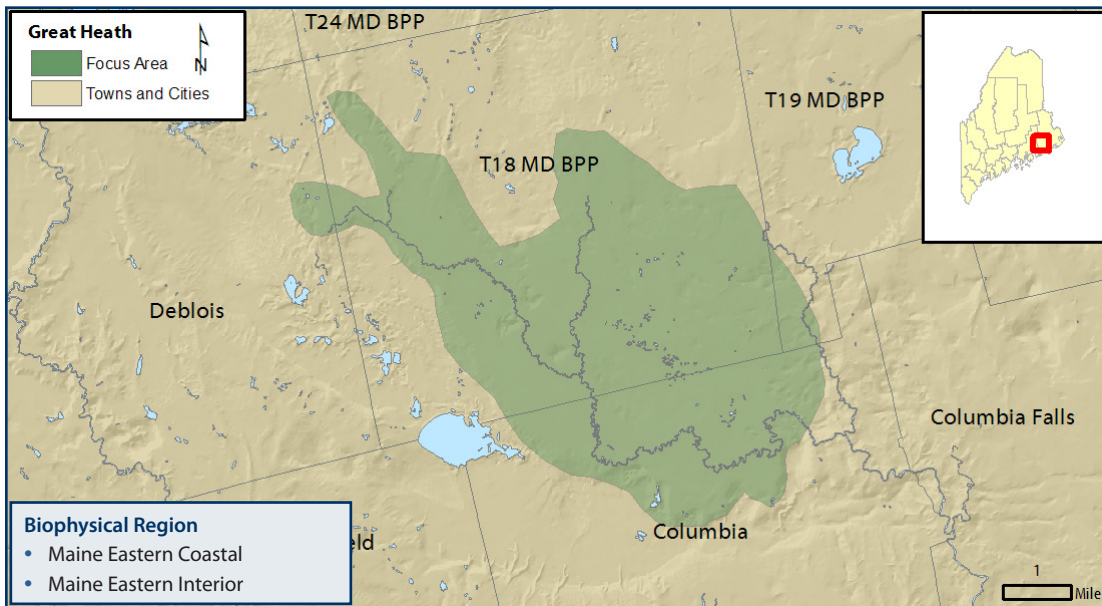 Great Heath
N
Focus Area
Towns and Cities
T24 MD BPP
T19 MD BPP
T18 MD BPP
Deblois
Columbia Falls
Columbia
eld
Biophysical Region
• Maine Eastern Coastal
• Maine Eastern Interior
1
Mile